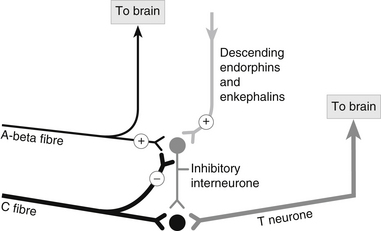 To brain
Descending
endorphins
and
enkephalins
To brain
+
A-beta fibre
+
Inhibitory
interneurone
−
C fibre
T neurone